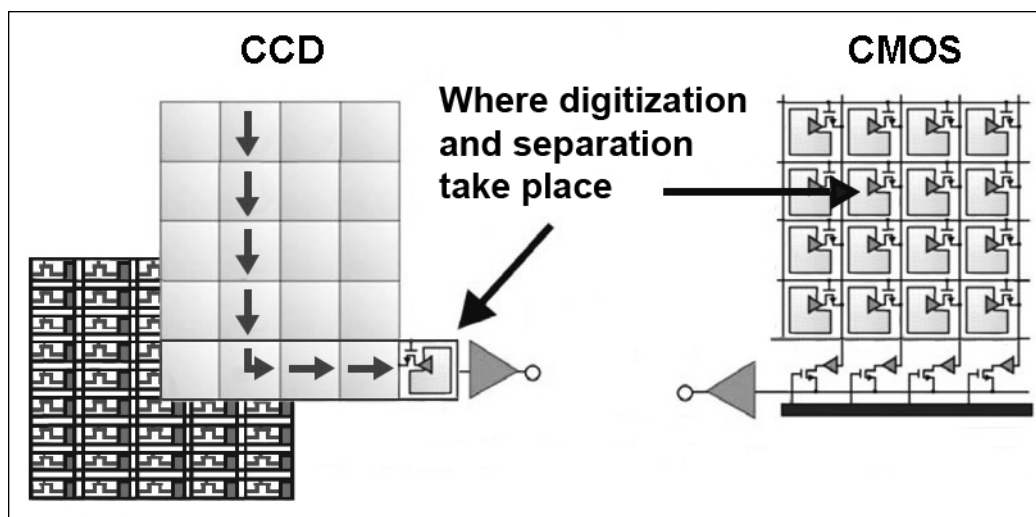 CCD
CMOS
Where digitization
and separation
take place